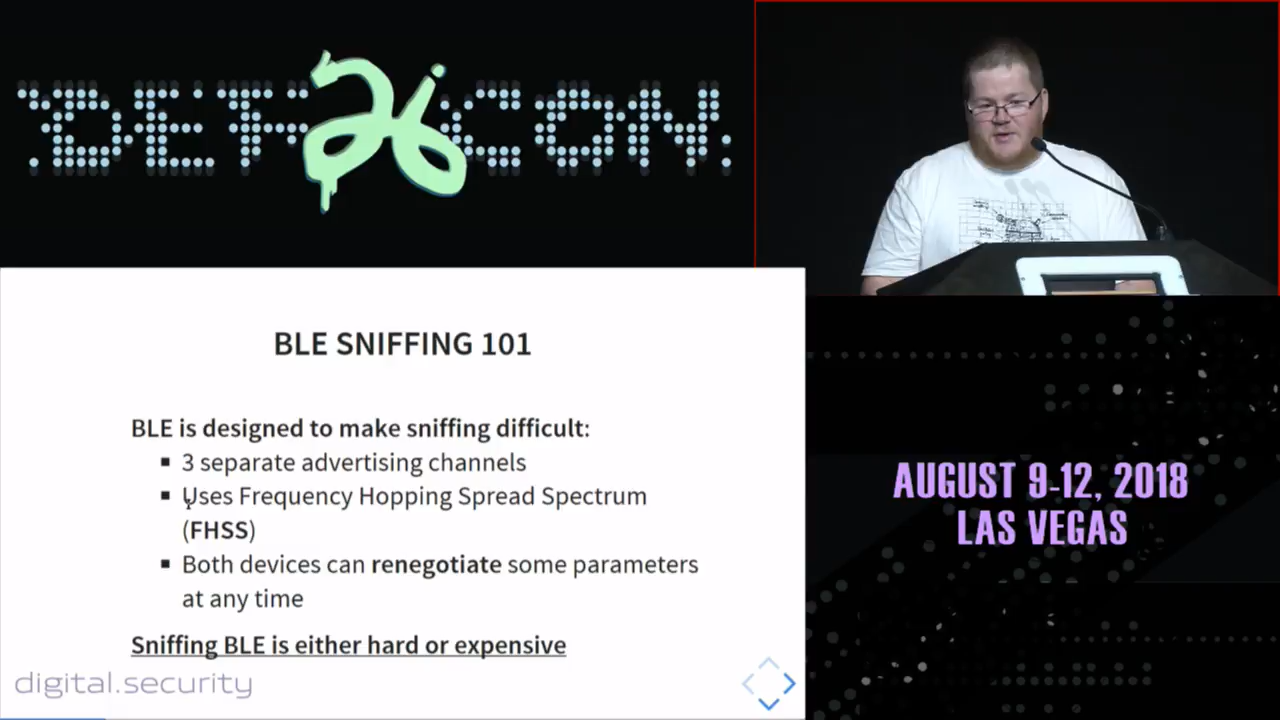 DEF CON
26
BLE SNIFFING 101
BLE is designed to make sniffing difficult:
▪ 3 separate advertising channels
▪ Uses Frequency Hopping Spread Spectrum
(FHSS)
▪ Both devices can renegotiate some parameters
at any time
Sniffing BLE is either hard or expensive
digital.security
AUGUST 9-12, 2018
LAS VEGAS